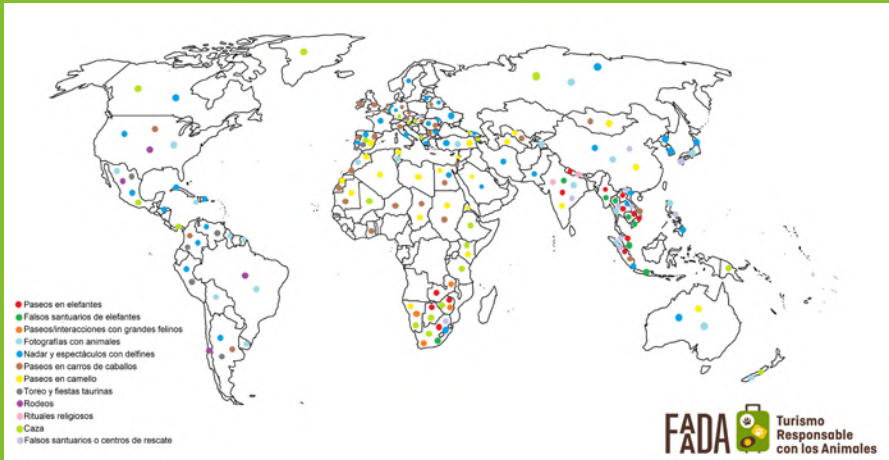 Paseos en elefantes
Falsos santuarios de elefantes
Paseos/interacciones con grandes felinos
Fotografías con animales
Nadar y espectáculos con delfines
Paseos en carros de caballos
Paseos en camello
Toreo y fiestas taurinas
Rodeos
Rituales religiosos
Caza
Falsos santuarios o centros de rescate
FAADA
Turismo
Responsable
con los Animales